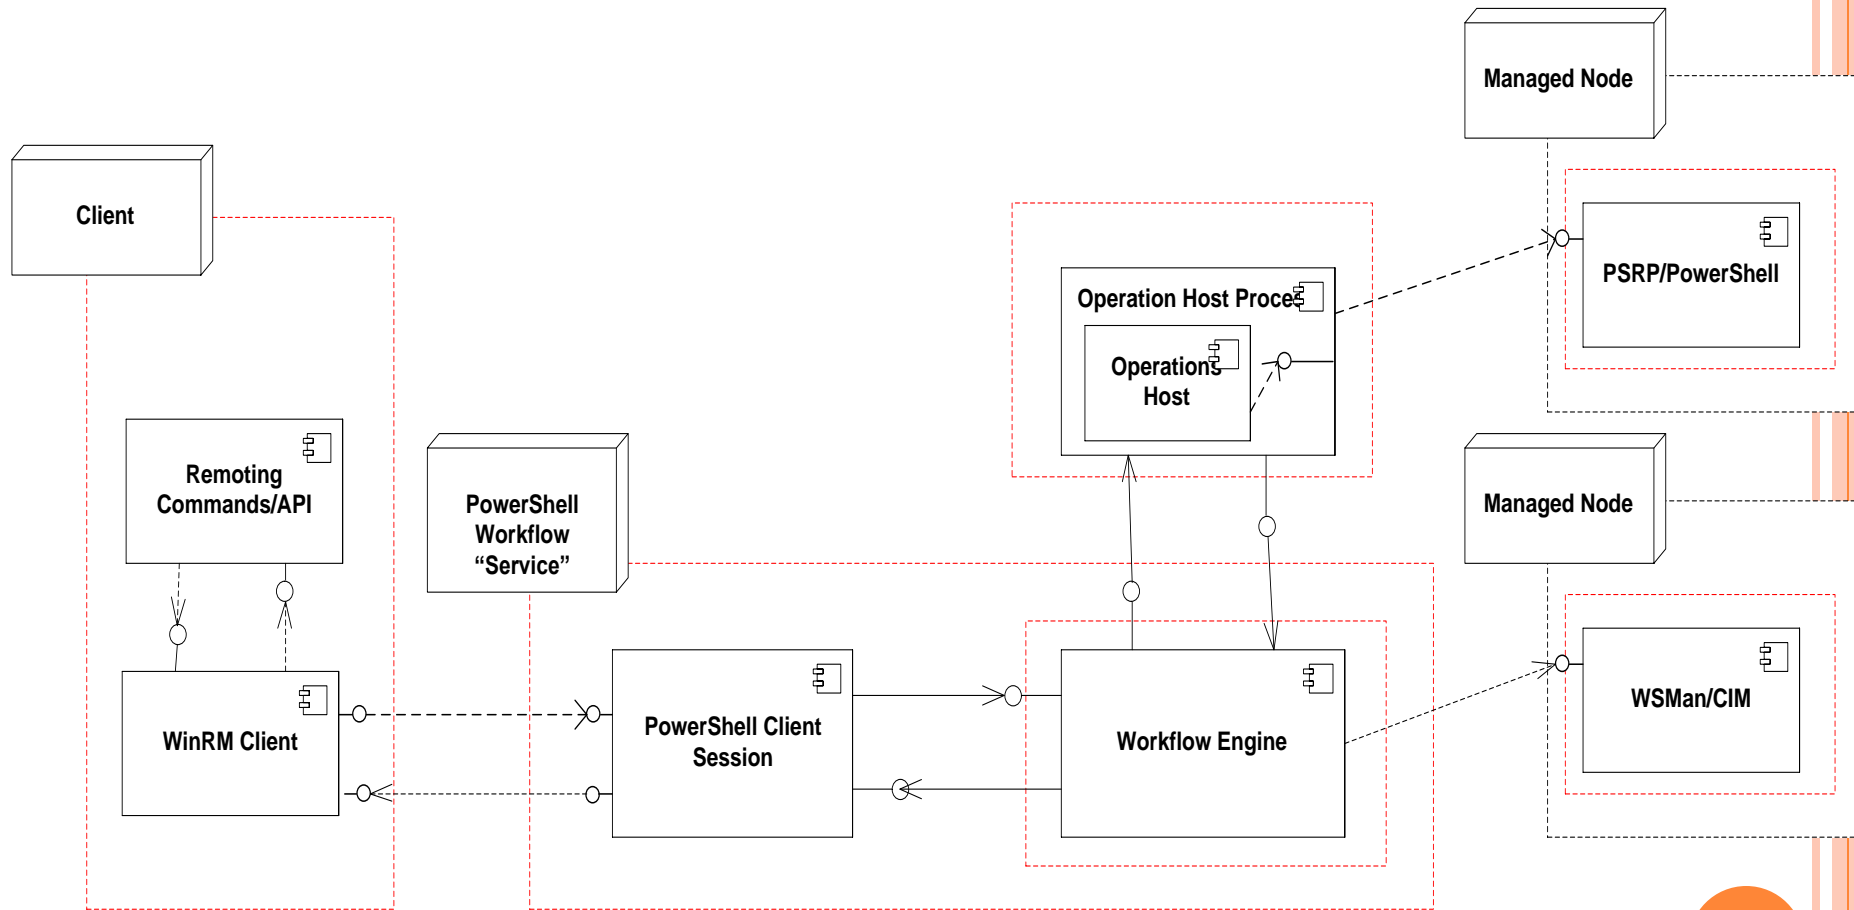 Managed Node
Client
PSRP/PowerShell
Operation Host Proces
Operations
Host
Remoting
Commands/API
PowerShell
Workflow
“Service”
Managed Node
WinRM Client
PowerShell Client
Session
Workflow Engine
WSMan/CIM